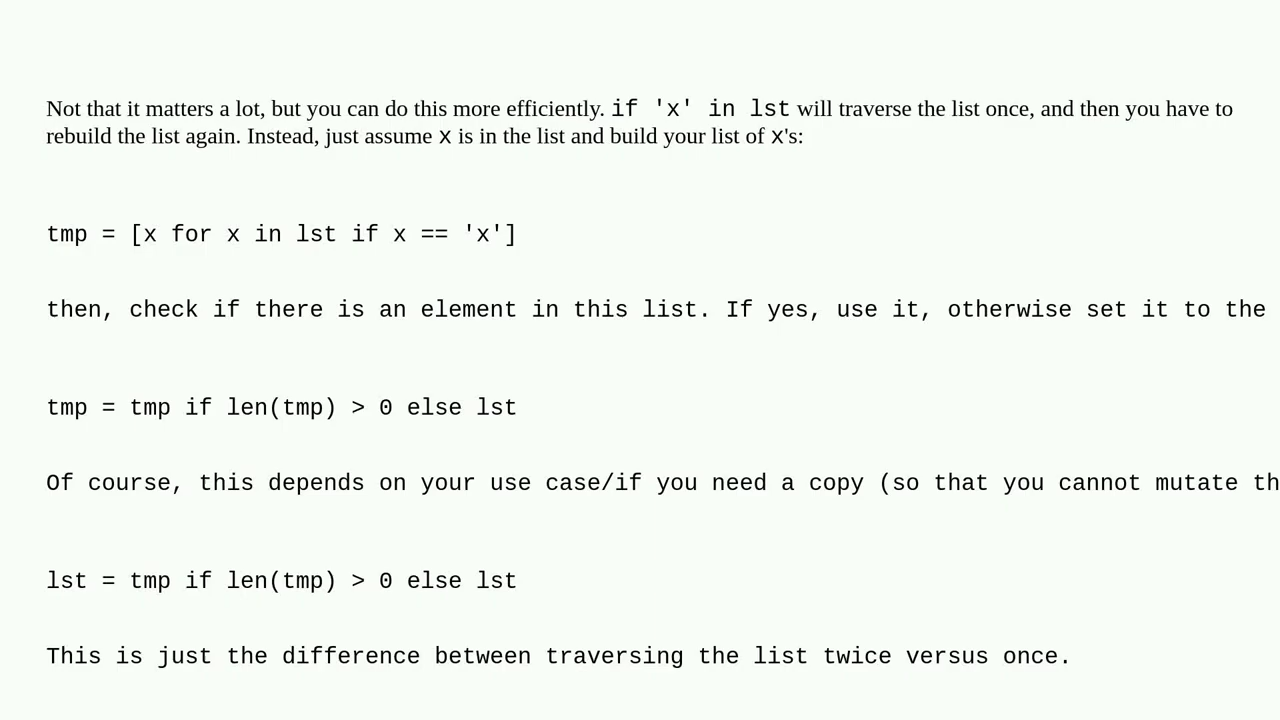 Not that it matters a lot, but you can do this more efficiently. if 'x' in lst will traverse the list once, and then you have to
rebuild the list again. Instead, just assume x is in the list and build your list of x's:
tmp = [x for x in lst if x == 'x']
then, check if there is an element in this list. If yes, use it, otherwise set it to the
tmp = tmp if len(tmp) > 0 else lst
Of course, this depends on your use case/if you need a copy (so that you cannot mutate th
lst = tmp if len(tmp) > 0 else lst
This is just the difference between traversing the list twice versus once.